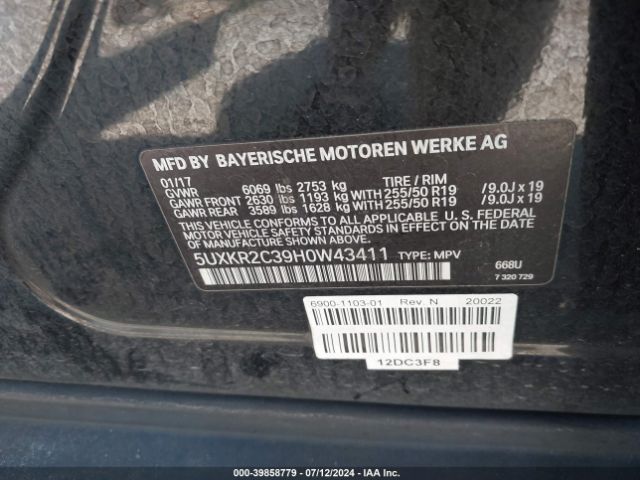 MFD BY BAYERISCHE MOTOREN WERKE AG
01/17 TIRE / RIM
GVWR 6069 lbs 2753 kg
GAWR FRONT 2630 lbs 1193 kg WITH 255/50 R19 /9.0J x 19
GAWR REAR 3589 lbs 1628 kg WITH 255/50 R19 /9.0J x 19
THIS VEHICLE CONFORMS TO ALL APPLICABLE U. S. FEDERAL
MOTOR VEHICLE SAFETY STANDARDS IN EFFECT ON THE
DATE OF MANUFACTURE SHOWN ABOVE.
5UXKR2C39H0W43411 TYPE: MPV
668U
7 320 729
6900-1103-01 Rev. N 20022
12DC3F8
000-39858779 / 07/12/2024 / IAA Inc.